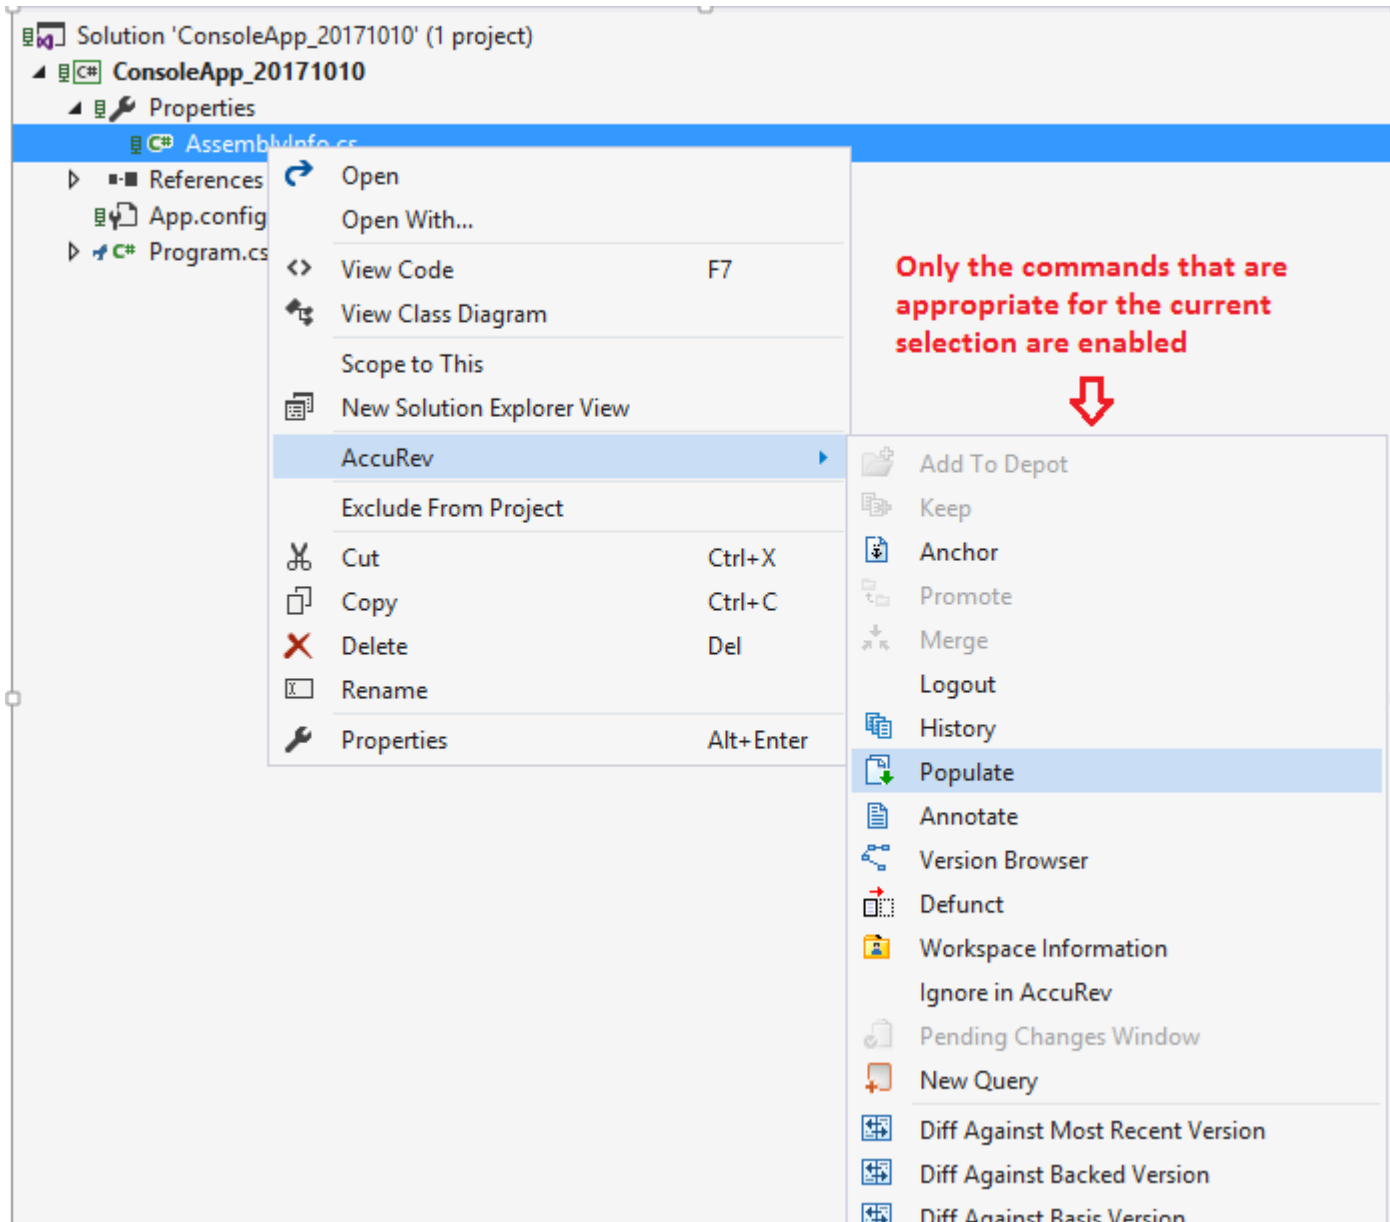 Solution 'ConsoleApp_20171010' (1 project)
C# ConsoleApp_20171010
Properties
C# AssemblyInfo.cs
References
App.config
C# Program.cs
Open
Open With...
View Code F7
View Class Diagram
Scope to This
New Solution Explorer View
AccuRev
Exclude From Project
Cut Ctrl+X
Copy Ctrl+C
Delete Del
Rename
Properties Alt+Enter
Only the commands that are
appropriate for the current
selection are enabled
Add To Depot
Keep
Anchor
Promote
Merge
Logout
History
Populate
Annotate
Version Browser
Defunct
Workspace Information
Ignore in AccuRev
Pending Changes Window
New Query
Diff Against Most Recent Version
Diff Against Backed Version
Diff Against Basis Version